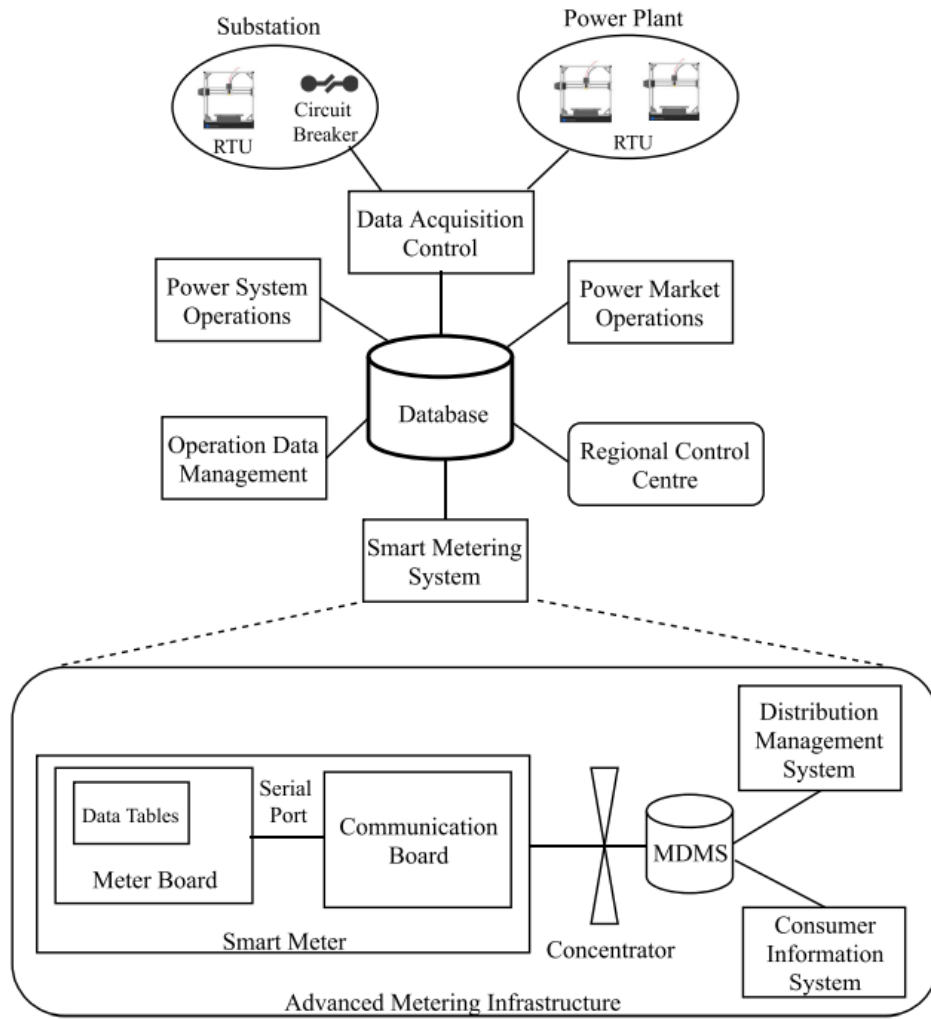 Substation
Power Plant
RTU
Circuit
Breaker
RTU
Data Acquisition
Control
Power System
Operations
Power Market
Operations
Database
Operation Data
Management
Regional Control
Centre
Smart Metering
System
Distribution
Management
System
Data Tables
Meter Board
Serial
Port
Communication
Board
Smart Meter
Concentrator
MDMS
Consumer
Information
System
Advanced Metering Infrastructure